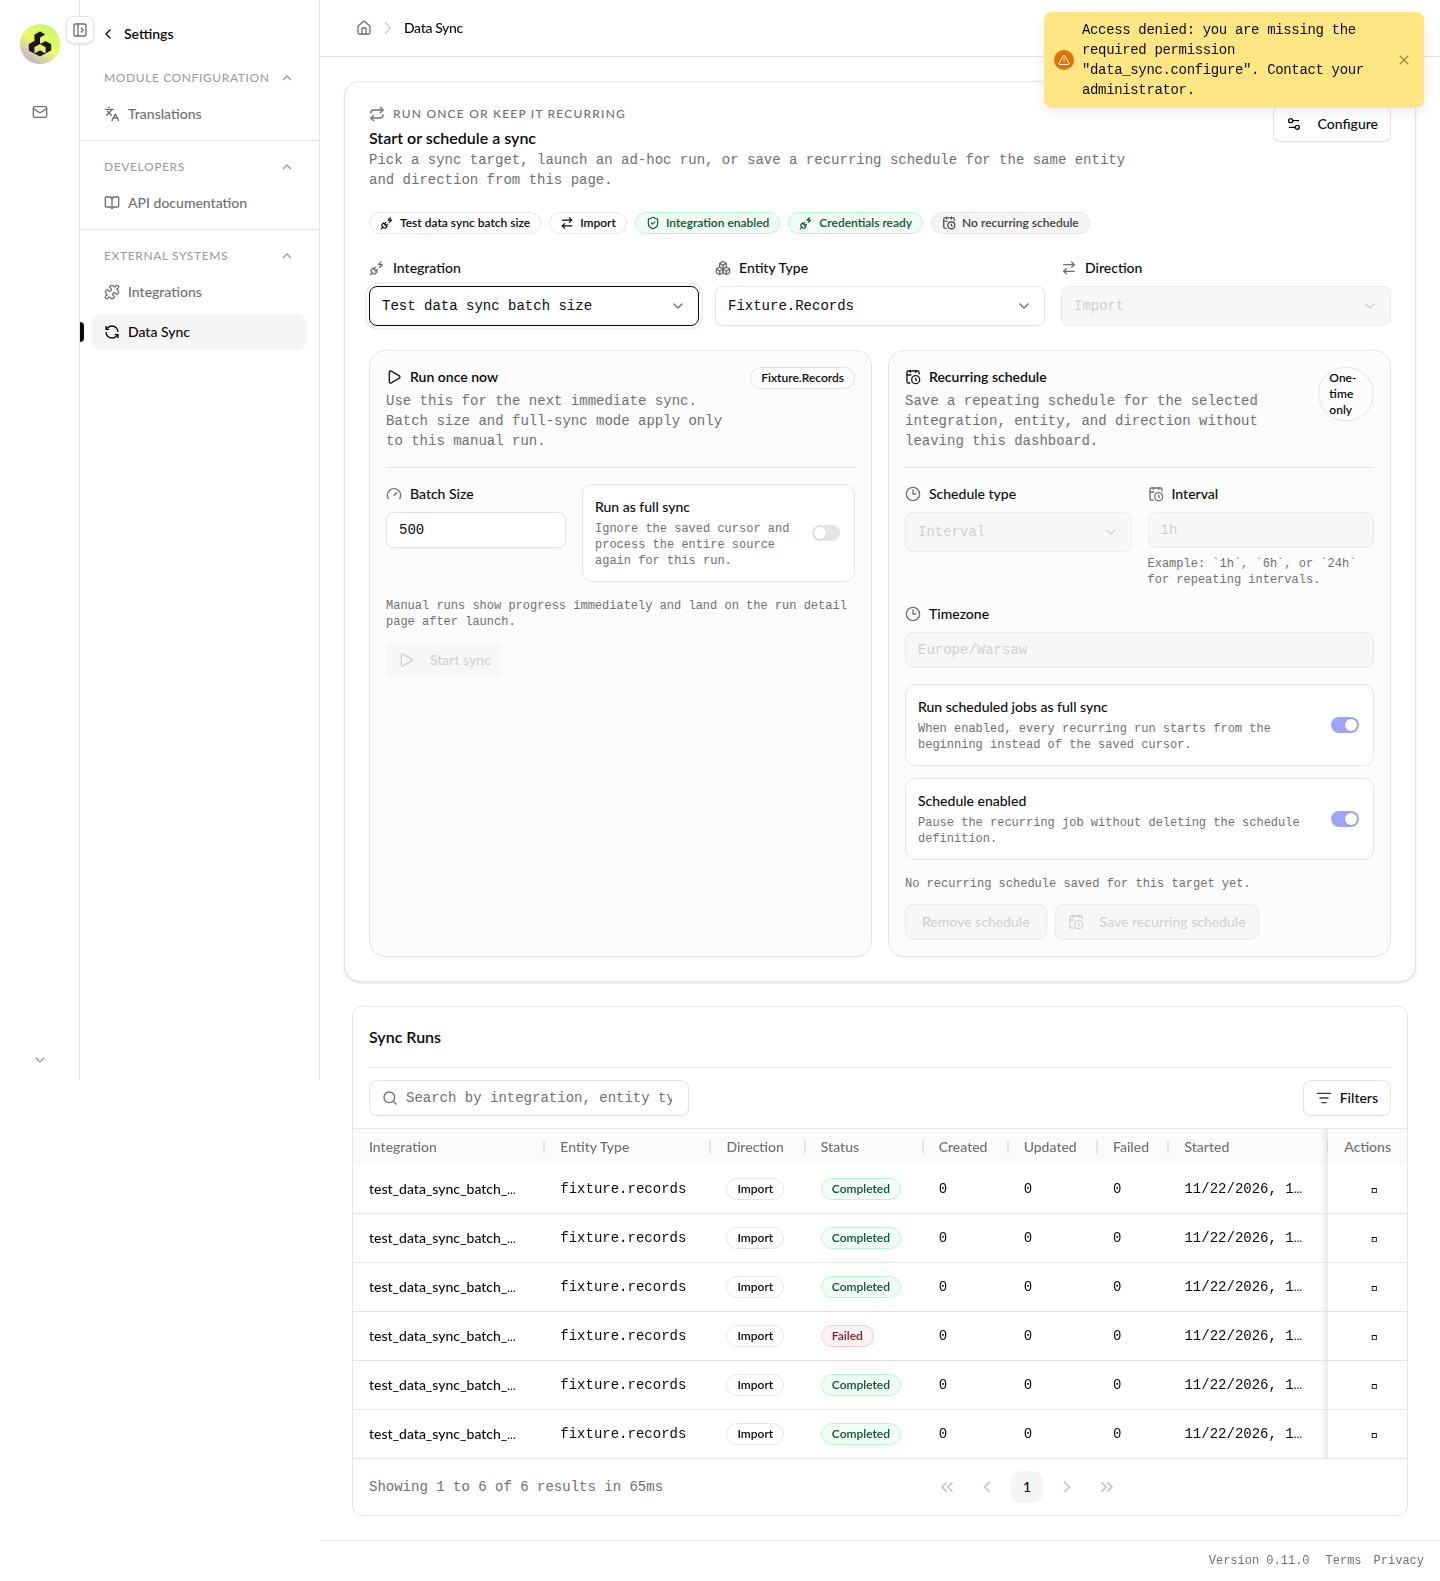 Settings
MODULE CONFIGURATION
Translations
DEVELOPERS
API documentation
EXTERNAL SYSTEMS
Integrations
Data Sync
Data Sync
Access denied: you are missing the
required permission
"data_sync.configure". Contact your
administrator.
RUN ONCE OR KEEP IT RECURRING
Start or schedule a sync
Pick a sync target, launch an ad-hoc run, or save a recurring schedule for the same entity
and direction from this page.
Configure
Test data sync batch size
Import
Integration enabled
Credentials ready
No recurring schedule
Integration
Test data sync batch size
Entity Type
Fixture.Records
Direction
Import
Run once now
Fixture.Records
Use this for the next immediate sync.
Batch size and full-sync mode apply only
to this manual run.
Batch Size
500
Run as full sync
Ignore the saved cursor and
process the entire source
again for this run.
Manual runs show progress immediately and land on the run detail
page after launch.
Start sync
Recurring schedule
One-
time
only
Save a repeating schedule for the selected
integration, entity, and direction without
leaving this dashboard.
Schedule type
Interval
Interval
1h
Example: `1h`, `6h`, or `24h`
for repeating intervals.
Timezone
Europe/Warsaw
Run scheduled jobs as full sync
When enabled, every recurring run starts from the
beginning instead of the saved cursor.
Schedule enabled
Pause the recurring job without deleting the schedule
definition.
No recurring schedule saved for this target yet.
Remove schedule
Save recurring schedule
Sync Runs
Search by integration, entity ty
Filters
Integration Entity Type Direction Status Created Updated Failed Started Actions
test_data_sync_batch_... fixture.records Import Completed 0 0 0 11/22/2026, 1…
test_data_sync_batch_... fixture.records Import Completed 0 0 0 11/22/2026, 1…
test_data_sync_batch_... fixture.records Import Completed 0 0 0 11/22/2026, 1…
test_data_sync_batch_... fixture.records Import Failed 0 0 0 11/22/2026, 1…
test_data_sync_batch_... fixture.records Import Completed 0 0 0 11/22/2026, 1…
test_data_sync_batch_... fixture.records Import Completed 0 0 0 11/22/2026, 1…
Showing 1 to 6 of 6 results in 65ms
1
Version 0.11.0 Terms Privacy